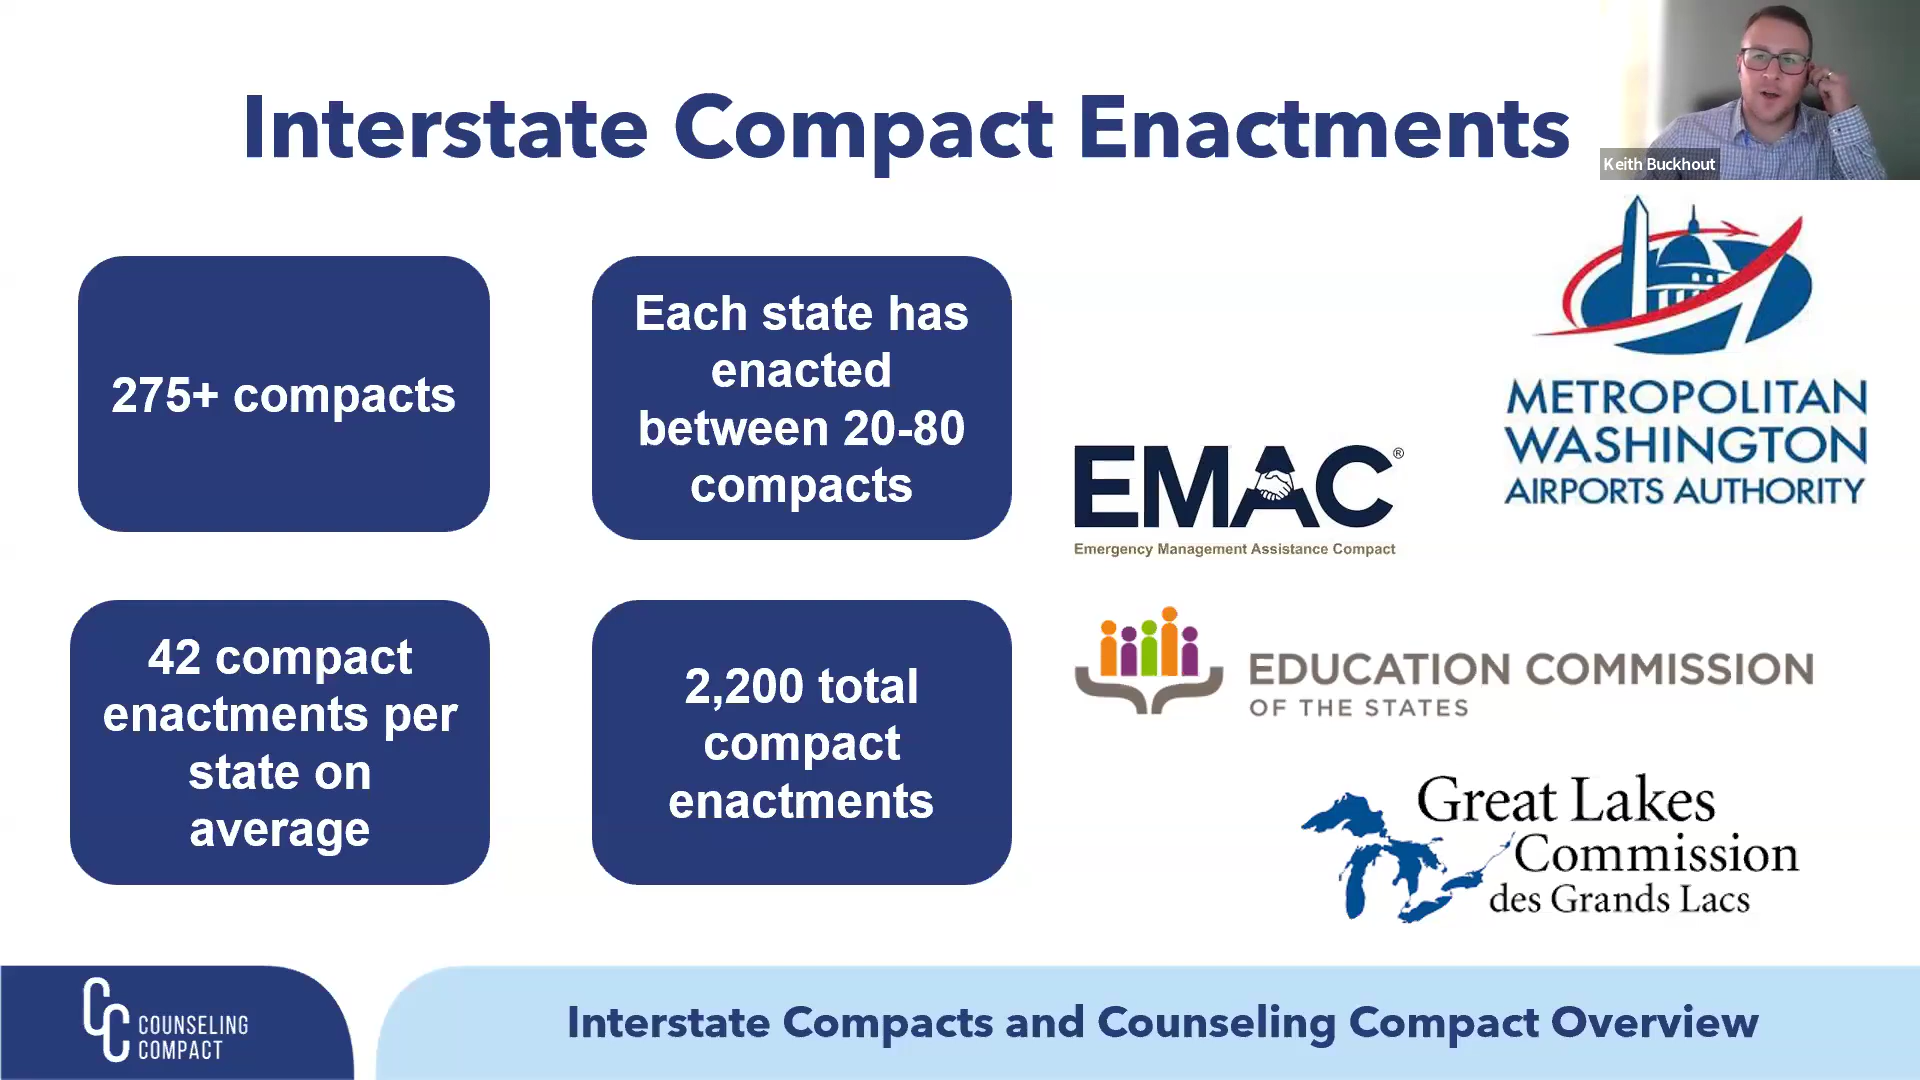 Interstate Compact Enactments
Keith Buckhout
275+ compacts
Each state has
enacted
between 20-80
compacts
42 compact
enactments per
state on
average
2,200 total
compact
enactments
METROPOLITAN
WASHINGTON
AIRPORTS AUTHORITY
EMAC®
Emergency Management Assistance Compact
EDUCATION COMMISSION
OF THE STATES
Great Lakes
Commission
des Grands Lacs
CC COUNSELING
COMPACT
Interstate Compacts and Counseling Compact Overview